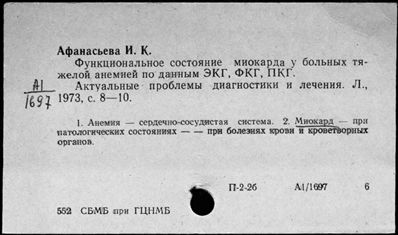 Афанасьева И. К.
Функциональное состояние миокарда у больных тя-
желой анемией по данным ЭКГ, ФКГ, ПКГ.
Актуальные проблемы диагностики и лечения. Л.,
1973, с. 8—10.
А1
1697
1. Анемия — сердечно-сосудистая система. 2. Миокард — при
патологических состояниях — — при болезнях крови и кроветворных
органов.
П-2-2б А1/1697 6
552 СБМБ при ГЦНМБ